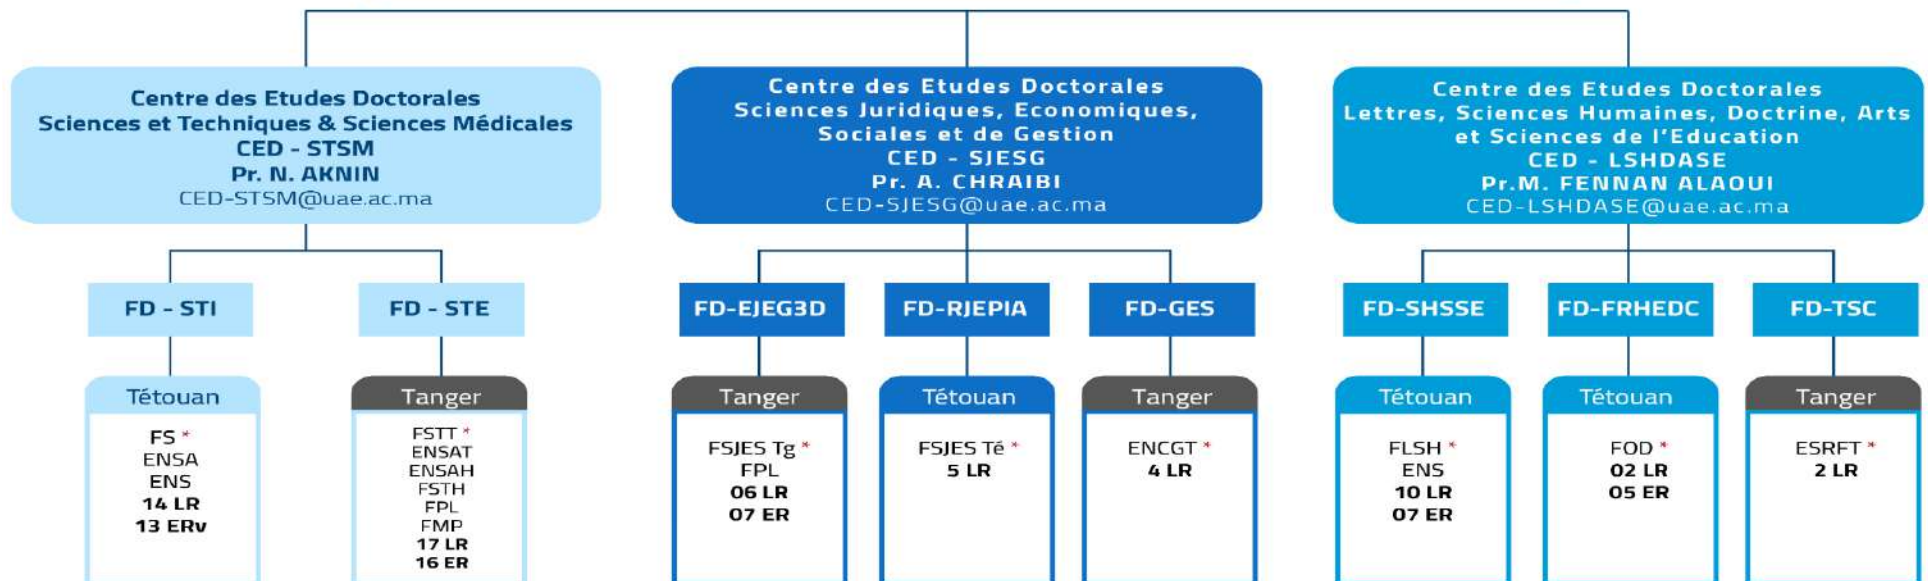 Centre des Etudes Doctorales
Sciences et Techniques & Sciences Médicales
CED - STSM
Pr. N. AKNIN
CED-STSM@uae.ac.ma
Centre des Etudes Doctorales
Sciences Juridiques, Economiques,
Sociales et de Gestion
CED - SJESG
Pr. A. CHRAIBI
CED-SJESG@uae.ac.ma
Centre des Etudes Doctorales
Lettres, Sciences Humaines, Doctrine, Arts
et Sciences de l'Education
CED - LSHDASE
Pr.M. FENNAN ALAOUI
CED-LSHDASE@uae.ac.ma
FD - STI
FD - STE
FD-EJEG3D
FD-RJEPIA
FD-GES
FD-SHSSE
FD-FRHEDC
FD-TSC
Tétouan
FS *
ENSA
ENS
14 LR
13 ERv
Tanger
FSTT *
ENSAT
ENSAH
FSTH
FPL
FMP
17 LR
16 ER
Tanger
FSJES Tg *
FPL
06 LR
07 ER
Tétouan
FSJES Té *
5 LR
Tanger
ENCGT *
4 LR
Tétouan
FLSH *
ENS
10 LR
07 ER
Tétouan
FOD *
02 LR
05 ER
Tanger
ESRFT *
2 LR